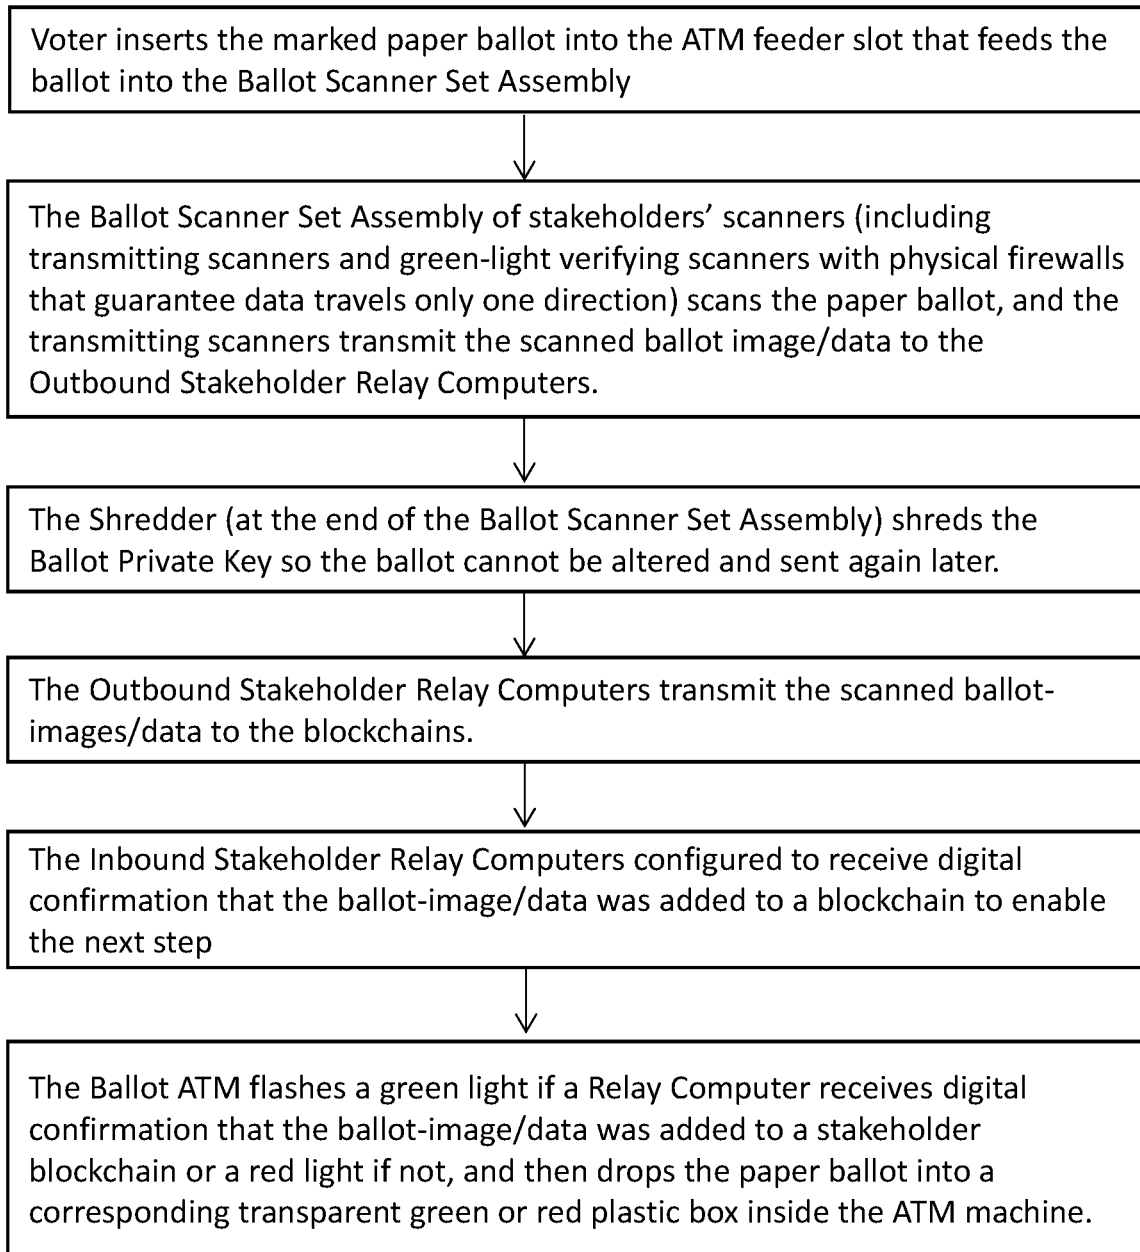 Voter inserts the marked paper ballot into the ATM feeder slot that feeds the
ballot into the Ballot Scanner Set Assembly
The Ballot Scanner Set Assembly of stakeholders’ scanners (including
transmitting scanners and green-light verifying scanners with physical firewalls
that guarantee data travels only one direction) scans the paper ballot, and the
transmitting scanners transmit the scanned ballot image/data to the
Outbound Stakeholder Relay Computers.
The Shredder (at the end of the Ballot Scanner Set Assembly) shreds the
Ballot Private Key so the ballot cannot be altered and sent again later.
The Outbound Stakeholder Relay Computers transmit the scanned ballot-
images/data to the blockchains.
The Inbound Stakeholder Relay Computers configured to receive digital
confirmation that the ballot-image/data was added to a blockchain to enable
the next step
The Ballot ATM flashes a green light if a Relay Computer receives digital
confirmation that the ballot-image/data was added to a stakeholder
blockchain or a red light if not, and then drops the paper ballot into a
corresponding transparent green or red plastic box inside the ATM machine.